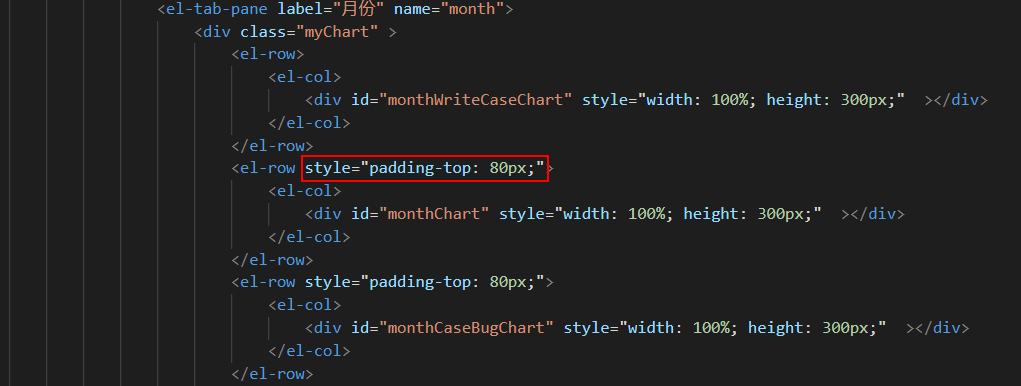 <el-tab-pane label="月份" name="month">
<div class="myChart" >
<el-row>
<el-col>
<div id="monthWriteCaseChart" style="width: 100%; height: 300px;"  ></div>
</el-col>
</el-row>
<el-row style="padding-top: 80px;">
<el-col>
<div id="monthChart" style="width: 100%; height: 300px;"  ></div>
</el-col>
</el-row>
<el-row style="padding-top: 80px;">
<el-col>
<div id="monthCaseBugChart" style="width: 100%; height: 300px;"  ></div>
</el-col>
</el-row>